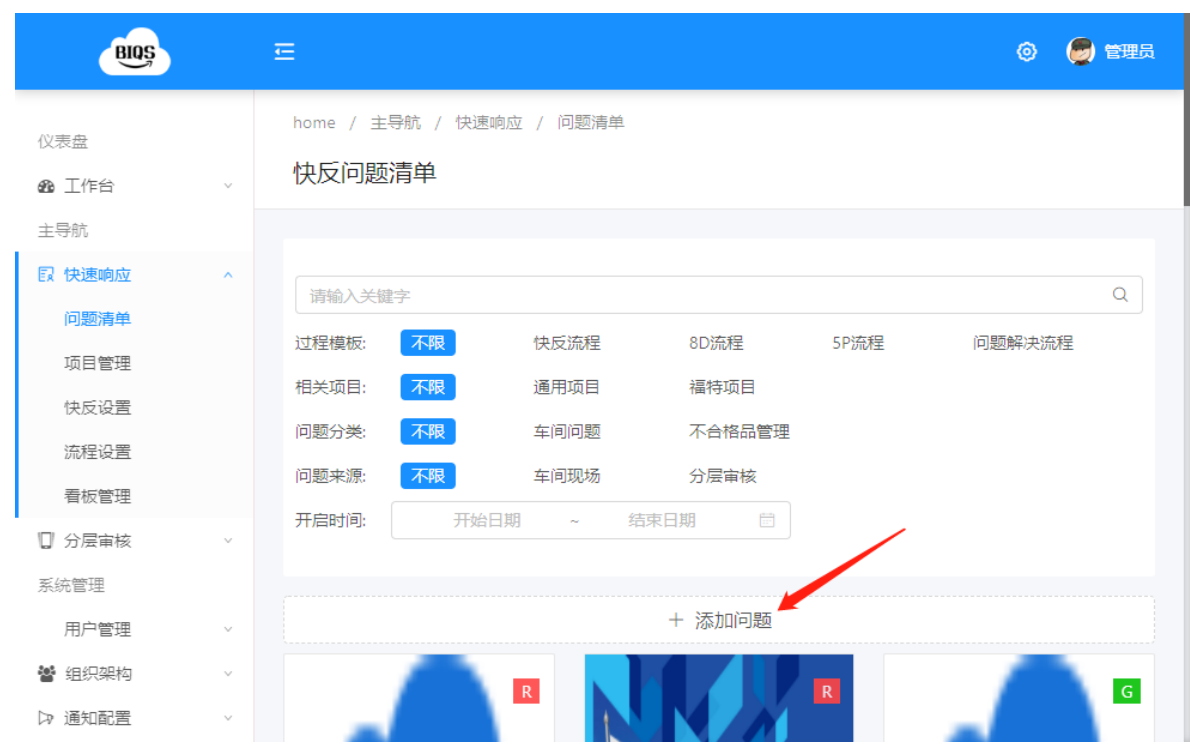 BIQS
管理员
home / 主导航 / 快速响应 / 问题清单
快反问题清单
仪表盘
工作台
主导航
快速响应
问题清单
项目管理
快反设置
流程设置
看板管理
分层审核
系统管理
用户管理
组织架构
通知配置
请输入关键字
过程模板: 不限 快反流程 8D流程 5P流程 问题解决流程
相关项目: 不限 通用项目 福特项目
问题分类: 不限 车间问题 不合格品管理
问题来源: 不限 车间现场 分层审核
开启时间: 开始日期 ~ 结束日期
+ 添加问题
R R G